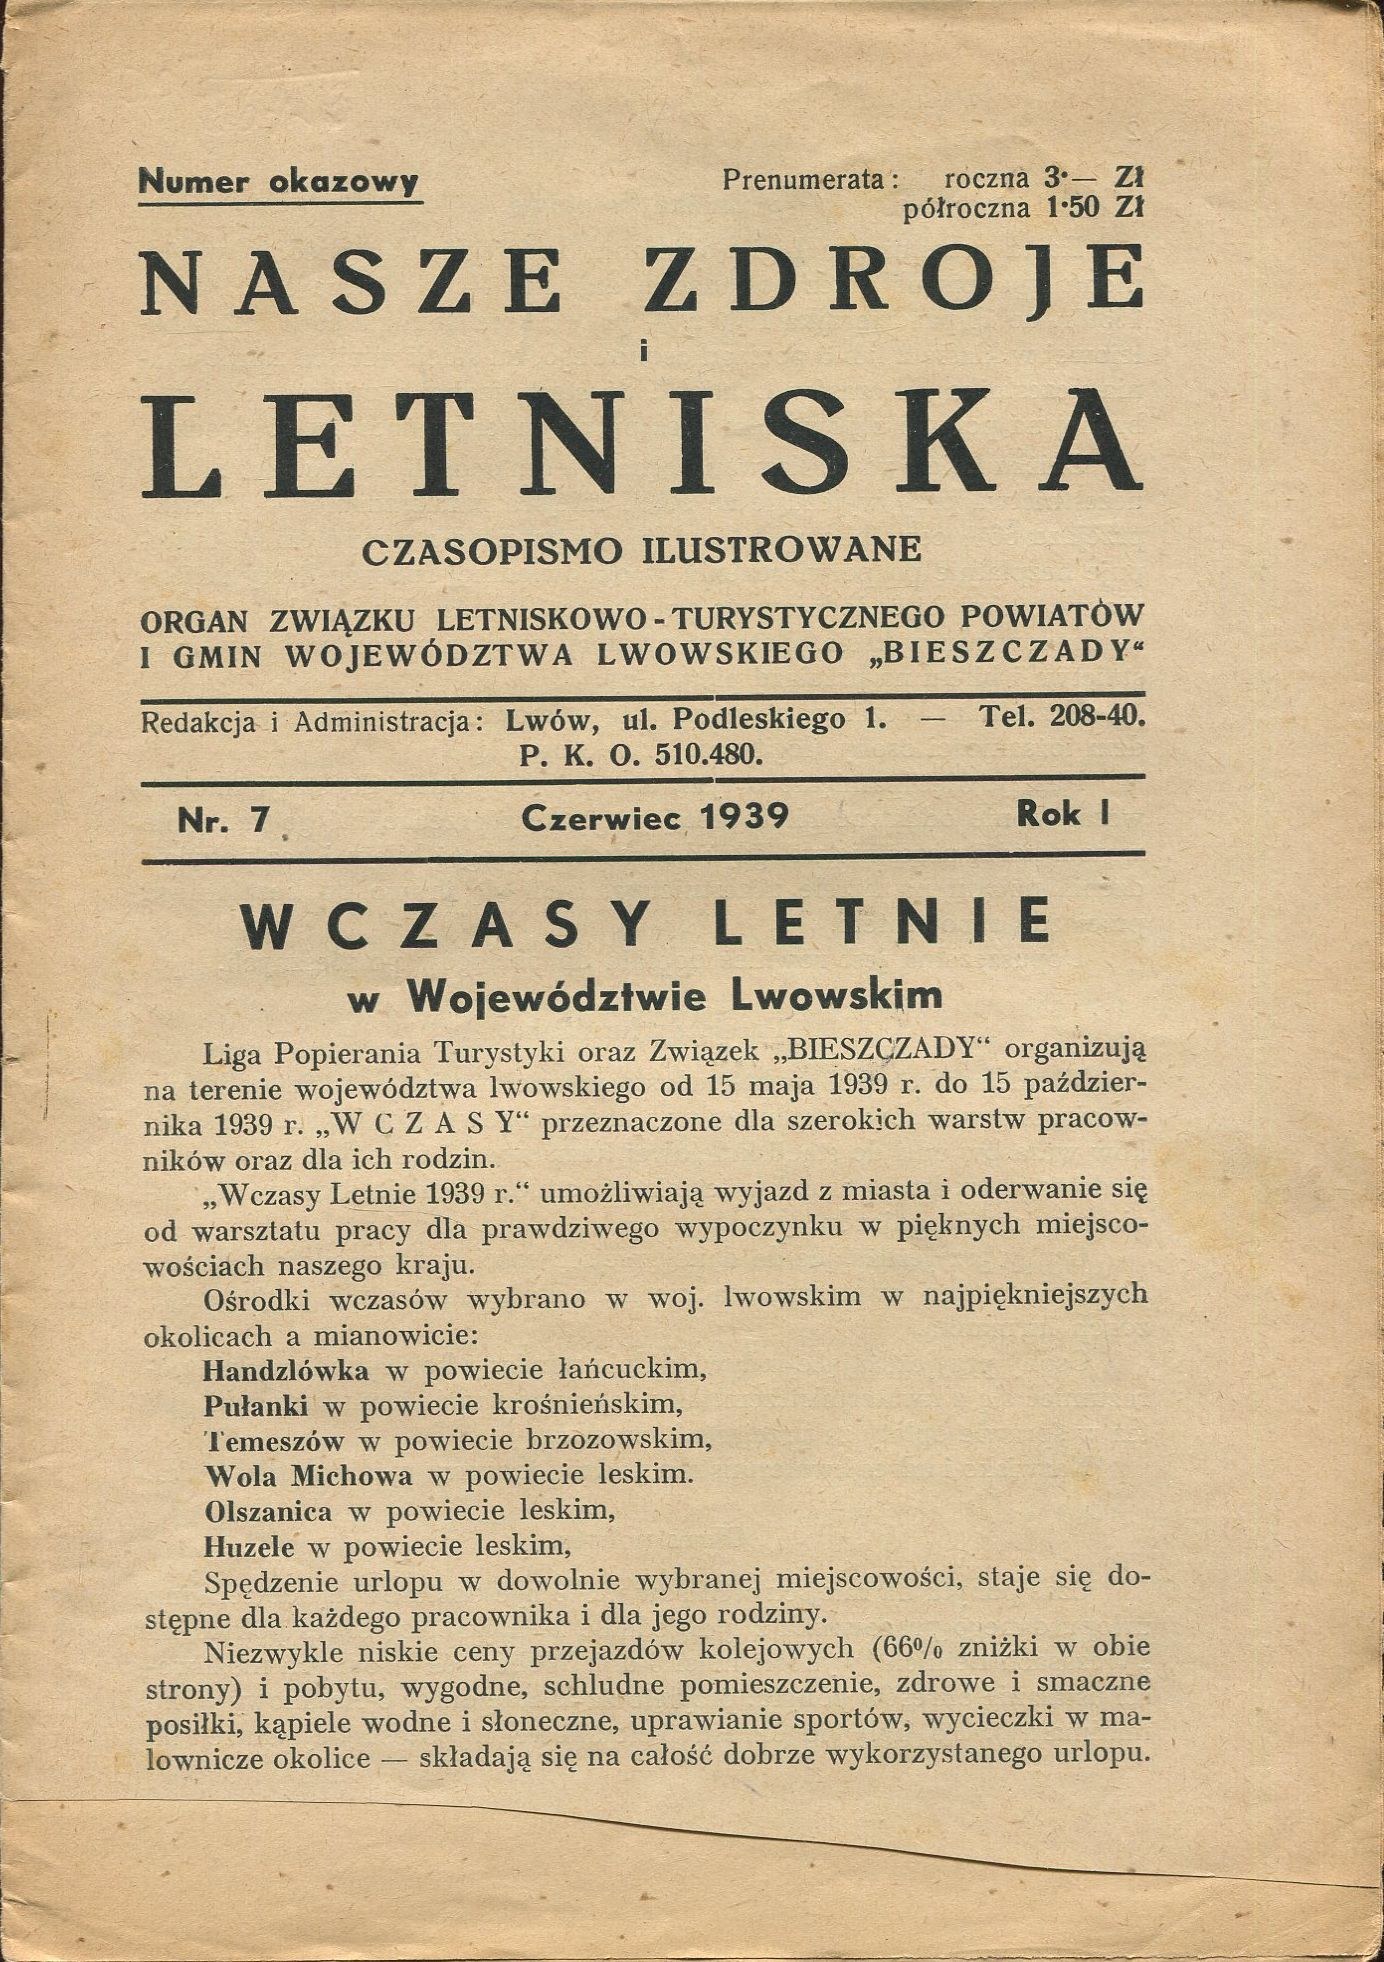 Numer okazowy
Prenumerata: roczna 3·— Zł
półroczna 1·50 Zł
NASZE ZDROJE
i
LETNISKA
CZASOPISMO ILUSTROWANE
ORGAN ZWIĄZKU LETNISKOWO-TURYSTYCZNEGO POWIATÓW
I GMIN WOJEWÓDZTWA LWOWSKIEGO „BIESZCZADY“
Redakcja i Administracja: Lwów, ul. Podleskiego 1. — Tel. 208-40.
P. K. O. 510.480.
Nr. 7 Czerwiec 1939 Rok I
WCZASY LETNIE
w Województwie Lwowskim
Liga Popierania Turystyki oraz Związek „BIESZCZADY“ organizują
na terenie województwa lwowskiego od 15 maja 1939 r. do 15 paździer-
nika 1939 r. „W C Z A S Y“ przeznaczone dla szerokich warstw pracow-
ników oraz dla ich rodzin.
„Wczasy Letnie 1939 r.“ umożliwiają wyjazd z miasta i oderwanie się
od warsztatu pracy dla prawdziwego wypoczynku w pięknych miejsco-
wościach naszego kraju.
Ośrodki wczasów wybrano w woj. lwowskim w najpiękniejszych
okolicach a mianowicie:
Handzlówka w powiecie łańcuckim,
Pułanki w powiecie krośnieńskim,
Temeszów w powiecie brzozowskim,
Wola Michowa w powiecie leskim.
Olszanica w powiecie leskim,
Huzele w powiecie leskim,
Spędzenie urlopu w dowolnie wybranej miejscowości, staje się do-
stępne dla każdego pracownika i dla jego rodziny.
Niezwykle niskie ceny przejazdów kolejowych (66% zniżki w obie
strony) i pobytu, wygodne, schludne pomieszczenie, zdrowe i smaczne
posiłki, kąpiele wodne i słoneczne, uprawianie sportów, wycieczki w ma-
lownicze okolice — składają się na całość dobrze wykorzystanego urlopu.